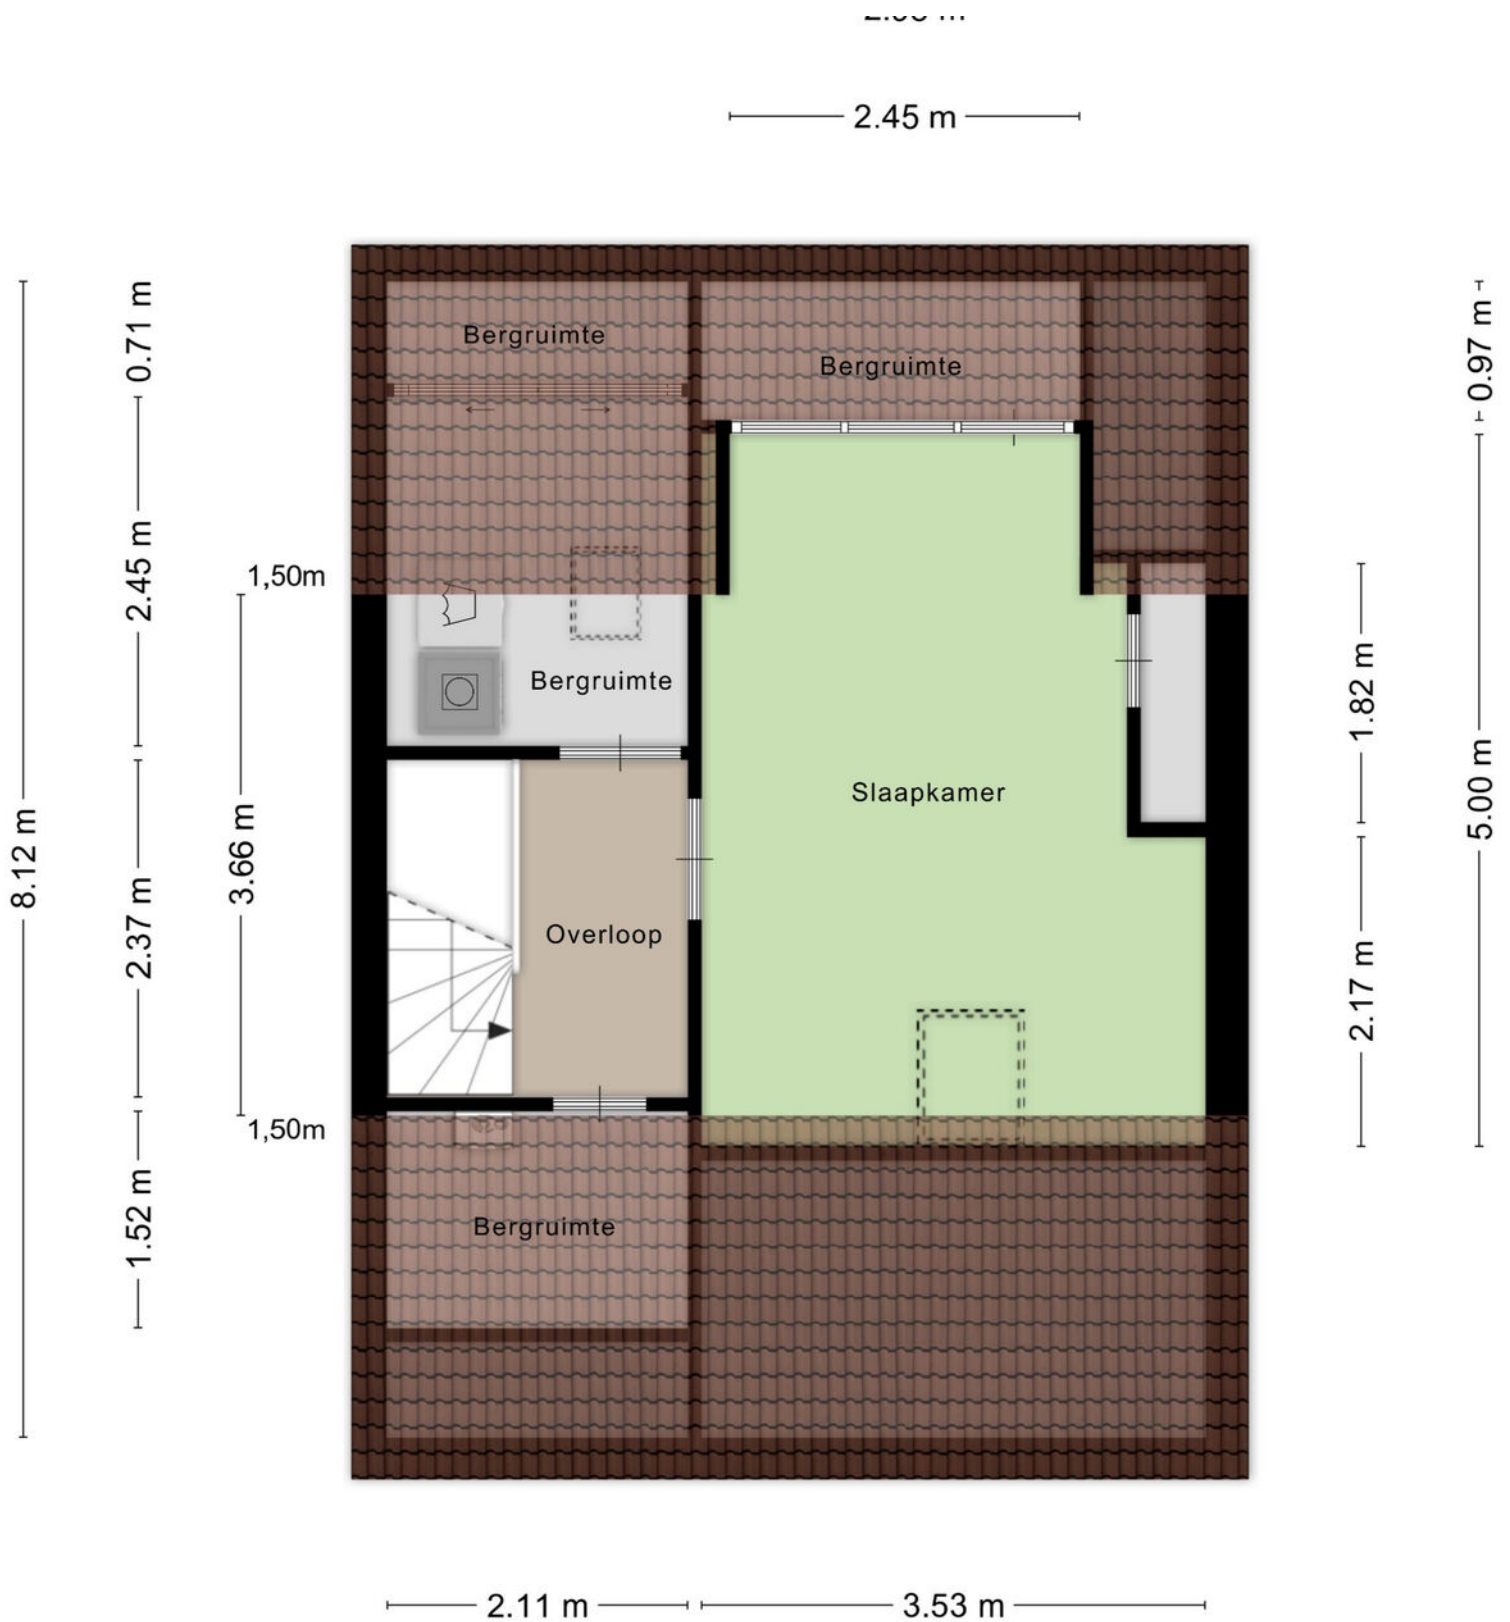 2.45 m
Bergruimte
Bergruimte
0.71 m
0.97 m
2.45 m
1,50m
Bergruimte
1.82 m
Slaapkamer
5.00 m
8.12 m
3.66 m
2.37 m
Overloop
2.17 m
1,50m
1.52 m
Bergruimte
2.11 m
3.53 m